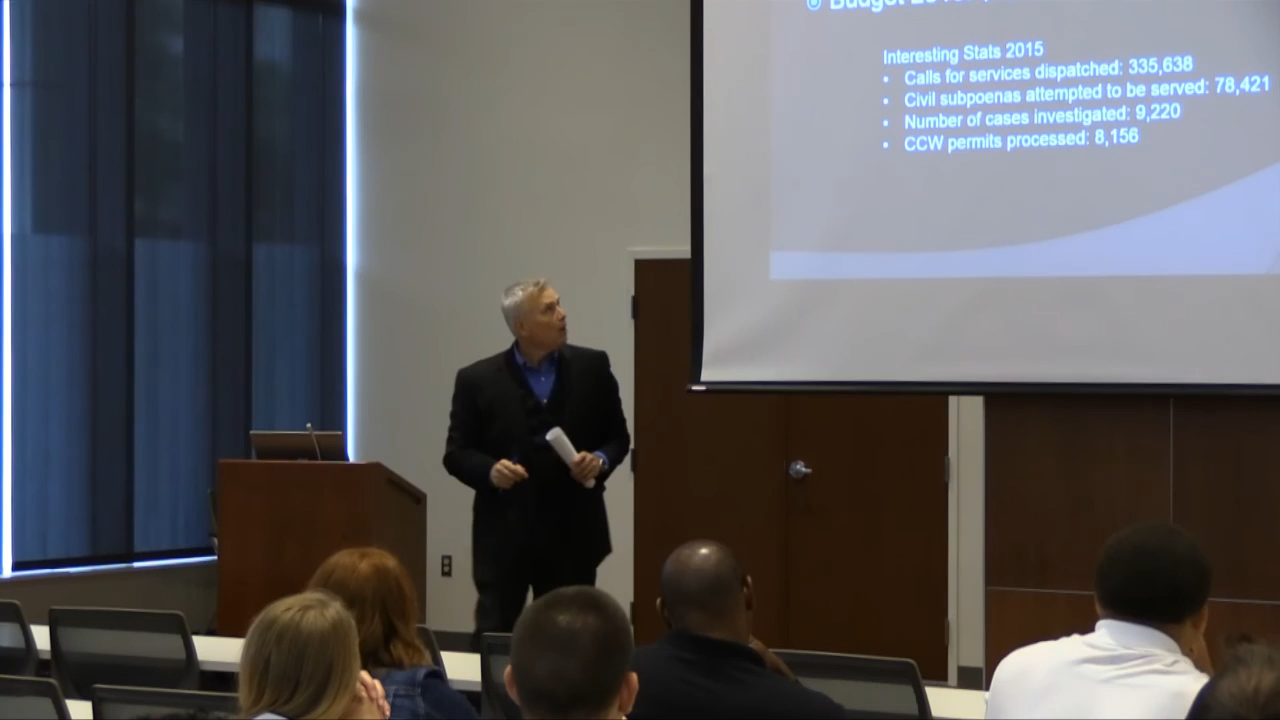 Budget
Interesting Stats 2015
• Calls for services dispatched: 335,638
• Civil subpoenas attempted to be served: 78,421
• Number of cases investigated: 9,220
• CCW permits processed: 8,156